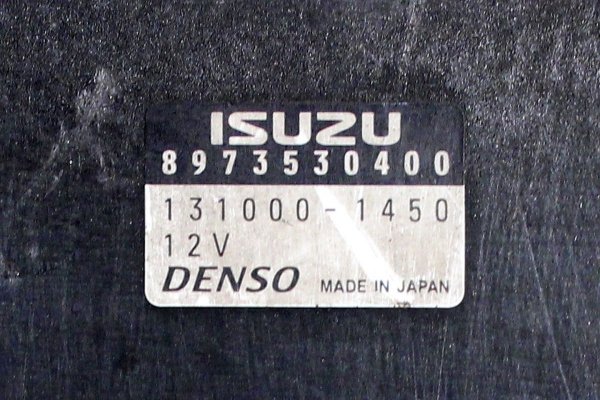 ISUZU
8973530400
131000-1450
12V
DENSO MADE IN JAPAN